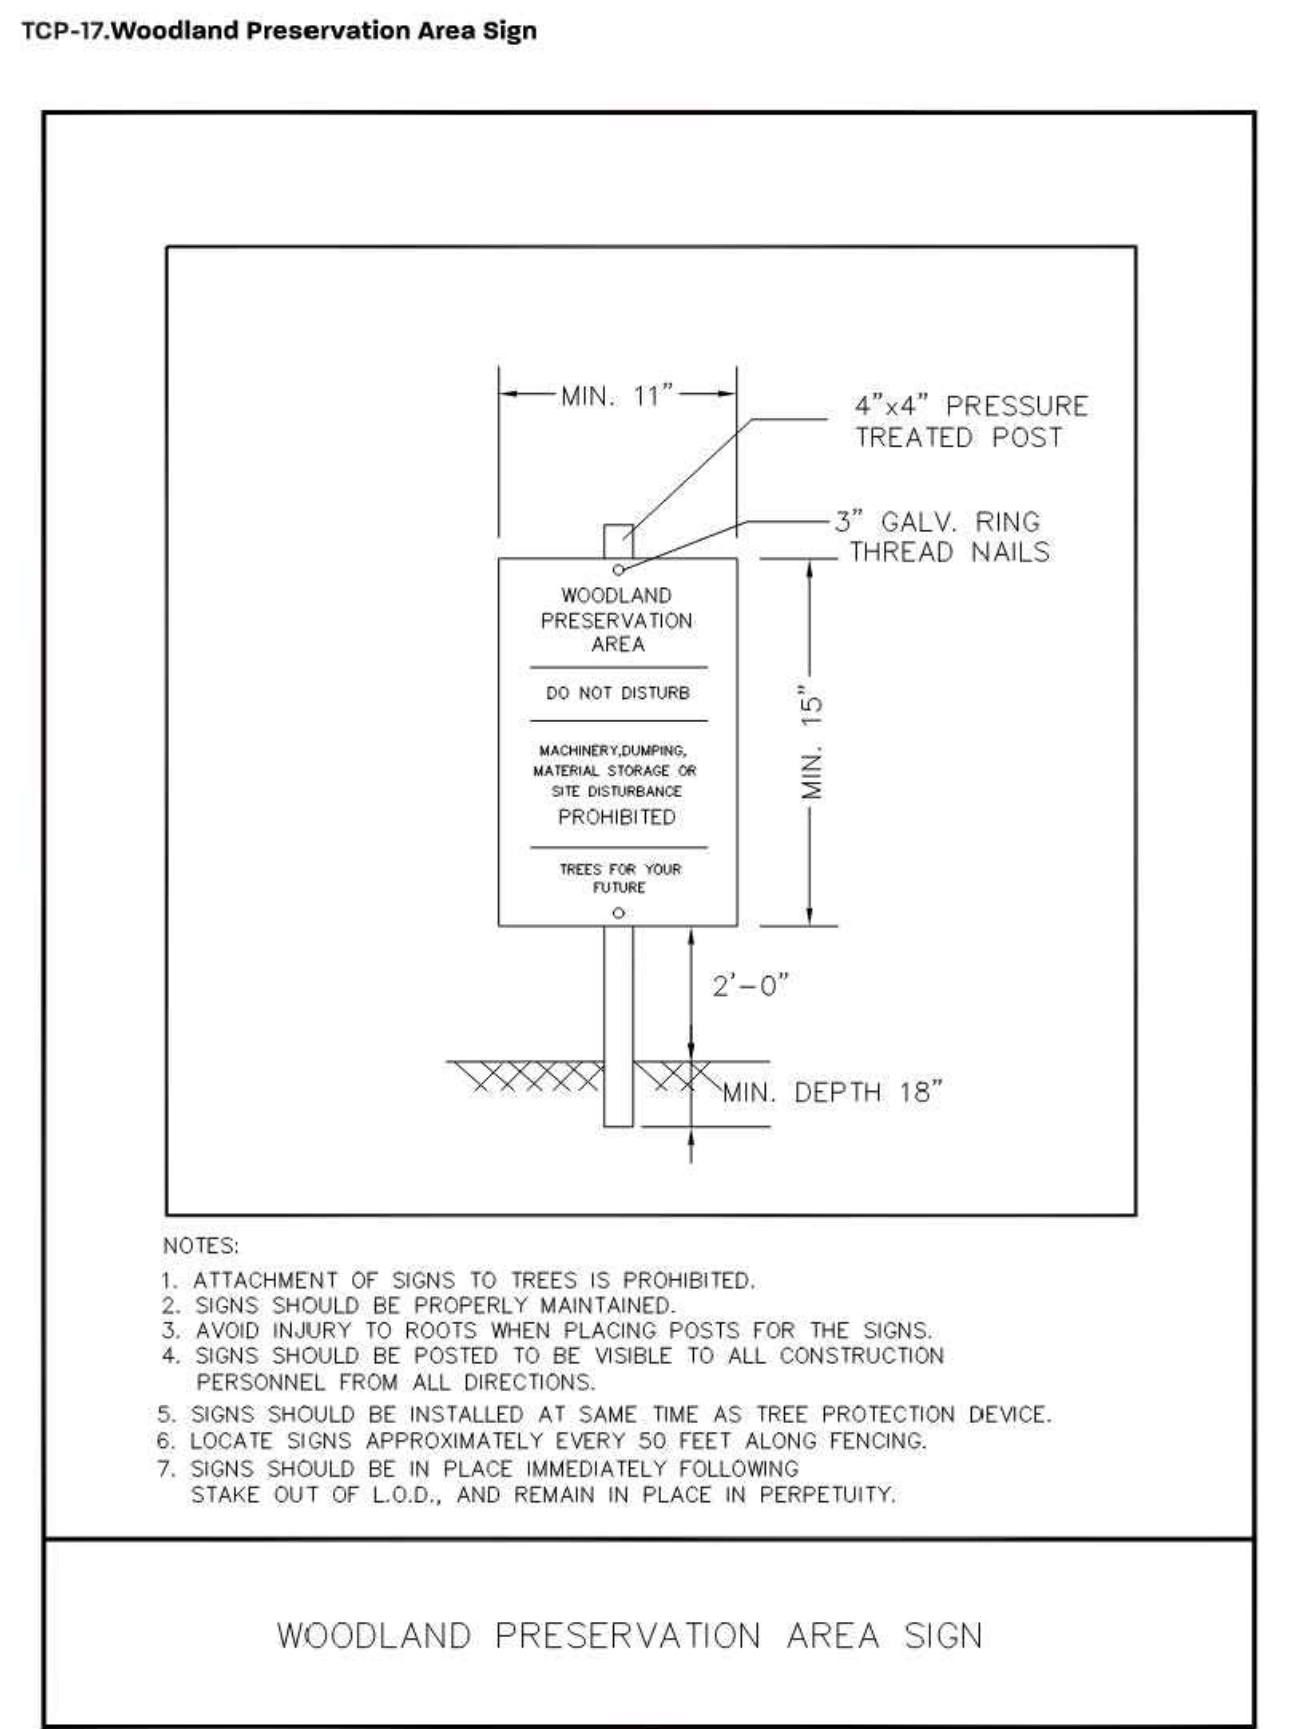 TCP-17.Woodland Preservation Area Sign
MIN. 11”
4”x4” PRESSURE
TREATED POST
3” GALV. RING
THREAD NAILS
WOODLAND
PRESERVATION
AREA
DO NOT DISTURB
MACHINERY,DUMPING,
MATERIAL STORAGE OR
SITE DISTURBANCE
PROHIBITED
TREES FOR YOUR
FUTURE
MIN. 15”
2’–0”
MIN. DEPTH 18”
NOTES:
1. ATTACHMENT OF SIGNS TO TREES IS PROHIBITED.
2. SIGNS SHOULD BE PROPERLY MAINTAINED.
3. AVOID INJURY TO ROOTS WHEN PLACING POSTS FOR THE SIGNS.
4. SIGNS SHOULD BE POSTED TO BE VISIBLE TO ALL CONSTRUCTION
PERSONNEL FROM ALL DIRECTIONS.
5. SIGNS SHOULD BE INSTALLED AT SAME TIME AS TREE PROTECTION DEVICE.
6. LOCATE SIGNS APPROXIMATELY EVERY 50 FEET ALONG FENCING.
7. SIGNS SHOULD BE IN PLACE IMMEDIATELY FOLLOWING
STAKE OUT OF L.O.D., AND REMAIN IN PLACE IN PERPETUITY.
WOODLAND PRESERVATION AREA SIGN